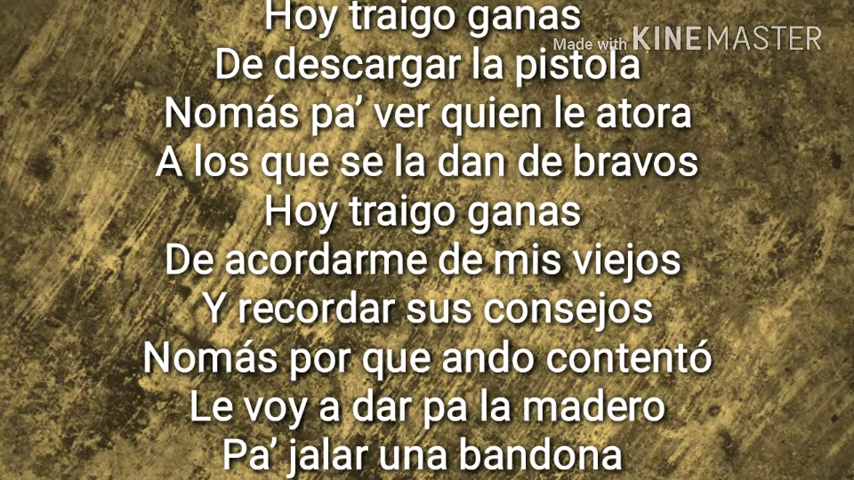 Hoy traigo ganas
Made with KINEMASTER
De descargar la pistola
Nomás pa’ ver quien le atora
A los que se la dan de bravos
Hoy traigo ganas
De acordarme de mis viejos
Y recordar sus consejos
Nomás por que ando contentó
Le voy a dar pa la madero
Pa’ jalar una bandona